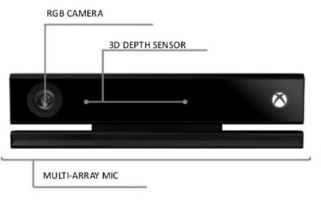 RGB CAMERA
3D DEPTH SENSOR
MULTI-ARRAY MIC